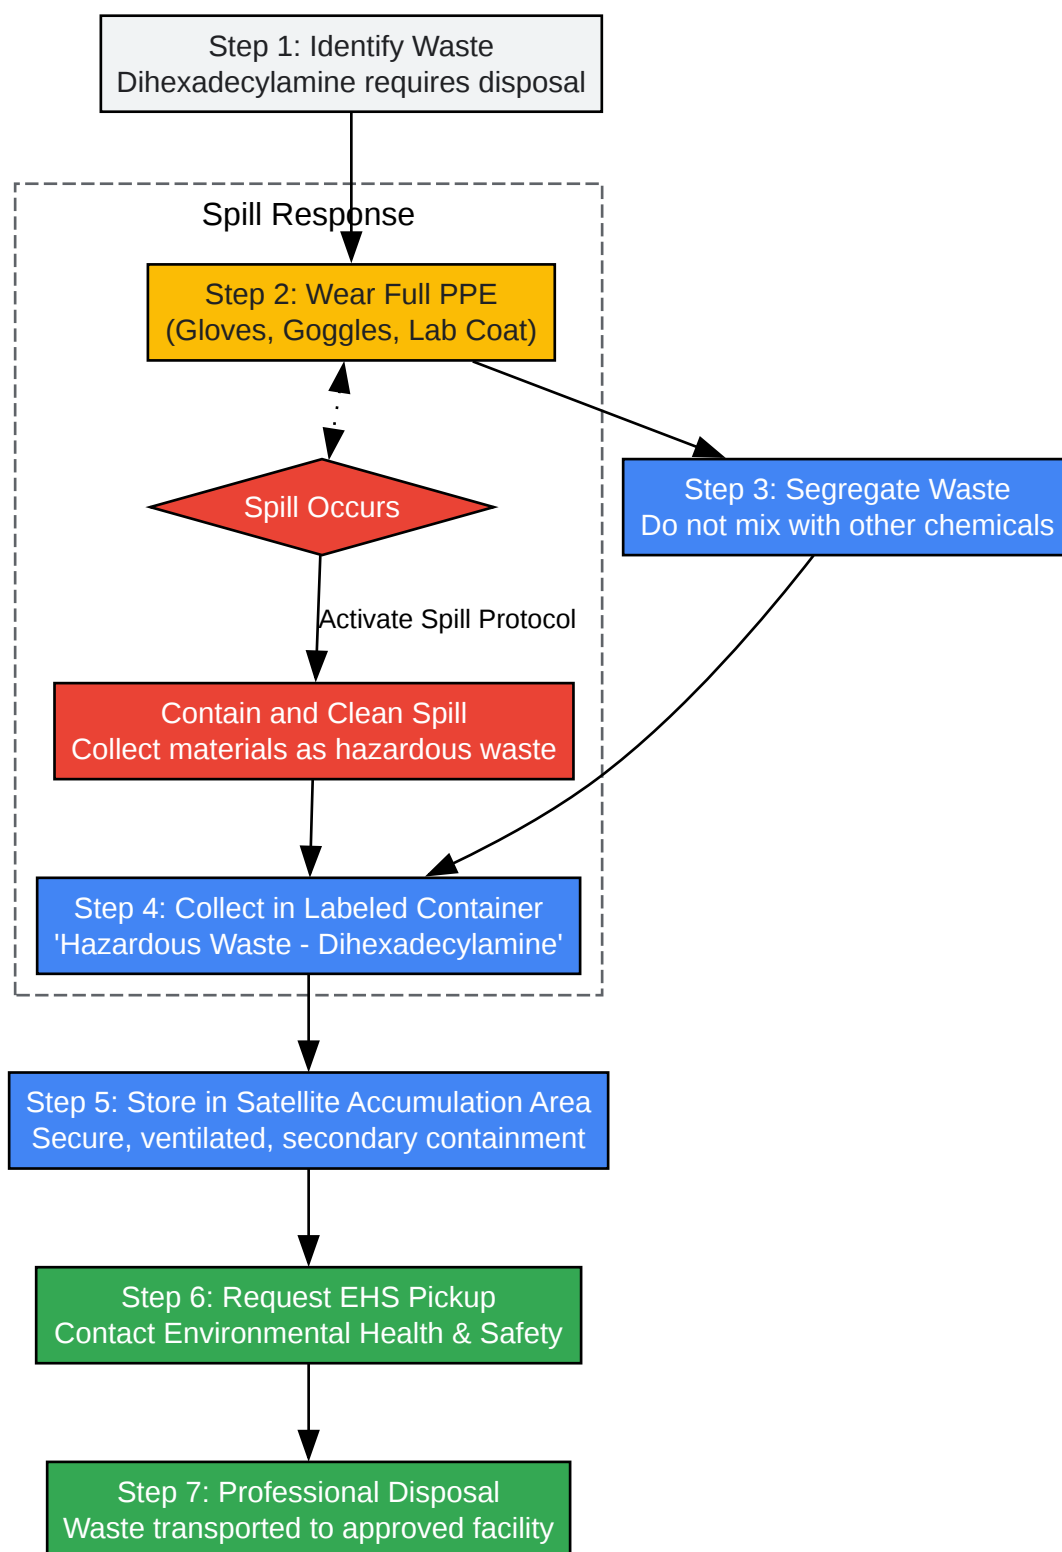 Step 1: Identify Waste
Dihexadecylamine requires disposal
Spill Response
Step 2: Wear Full PPE
(Gloves, Goggles, Lab Coat)
Spill Occurs
Step 3: Segregate Waste
Do not mix with other chemicals
Activate Spill Protocol
Contain and Clean Spill
Collect materials as hazardous waste
Step 4: Collect in Labeled Container
'Hazardous Waste - Dihexadecylamine'
Step 5: Store in Satellite Accumulation Area
Secure, ventilated, secondary containment
Step 6: Request EHS Pickup
Contact Environmental Health & Safety
Step 7: Professional Disposal
Waste transported to approved facility